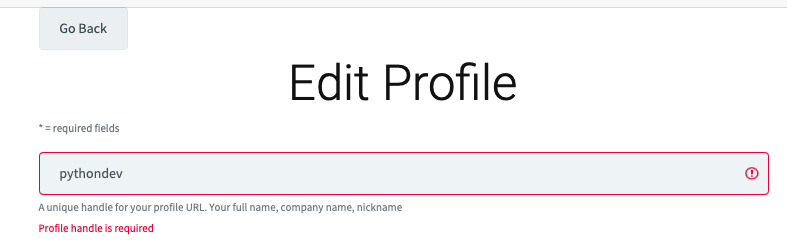 Go Back
Edit Profile
* = required fields
pythondev
A unique handle for your profile URL. Your full name, company name, nickname
Profile handle is required